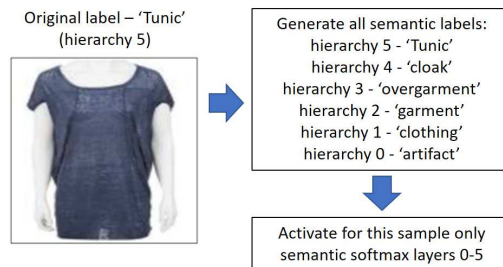 Original label – ‘Tunic’
(hierarchy 5)
Generate all semantic labels:
hierarchy 5 - ‘Tunic’
hierarchy 4 - ‘cloak’
hierarchy 3 - ‘overgarment’
hierarchy 2 - ‘garment’
hierarchy 1 - ‘clothing’
hierarchy 0 - ‘artifact’
Activate for this sample only
semantic softmax layers 0-5